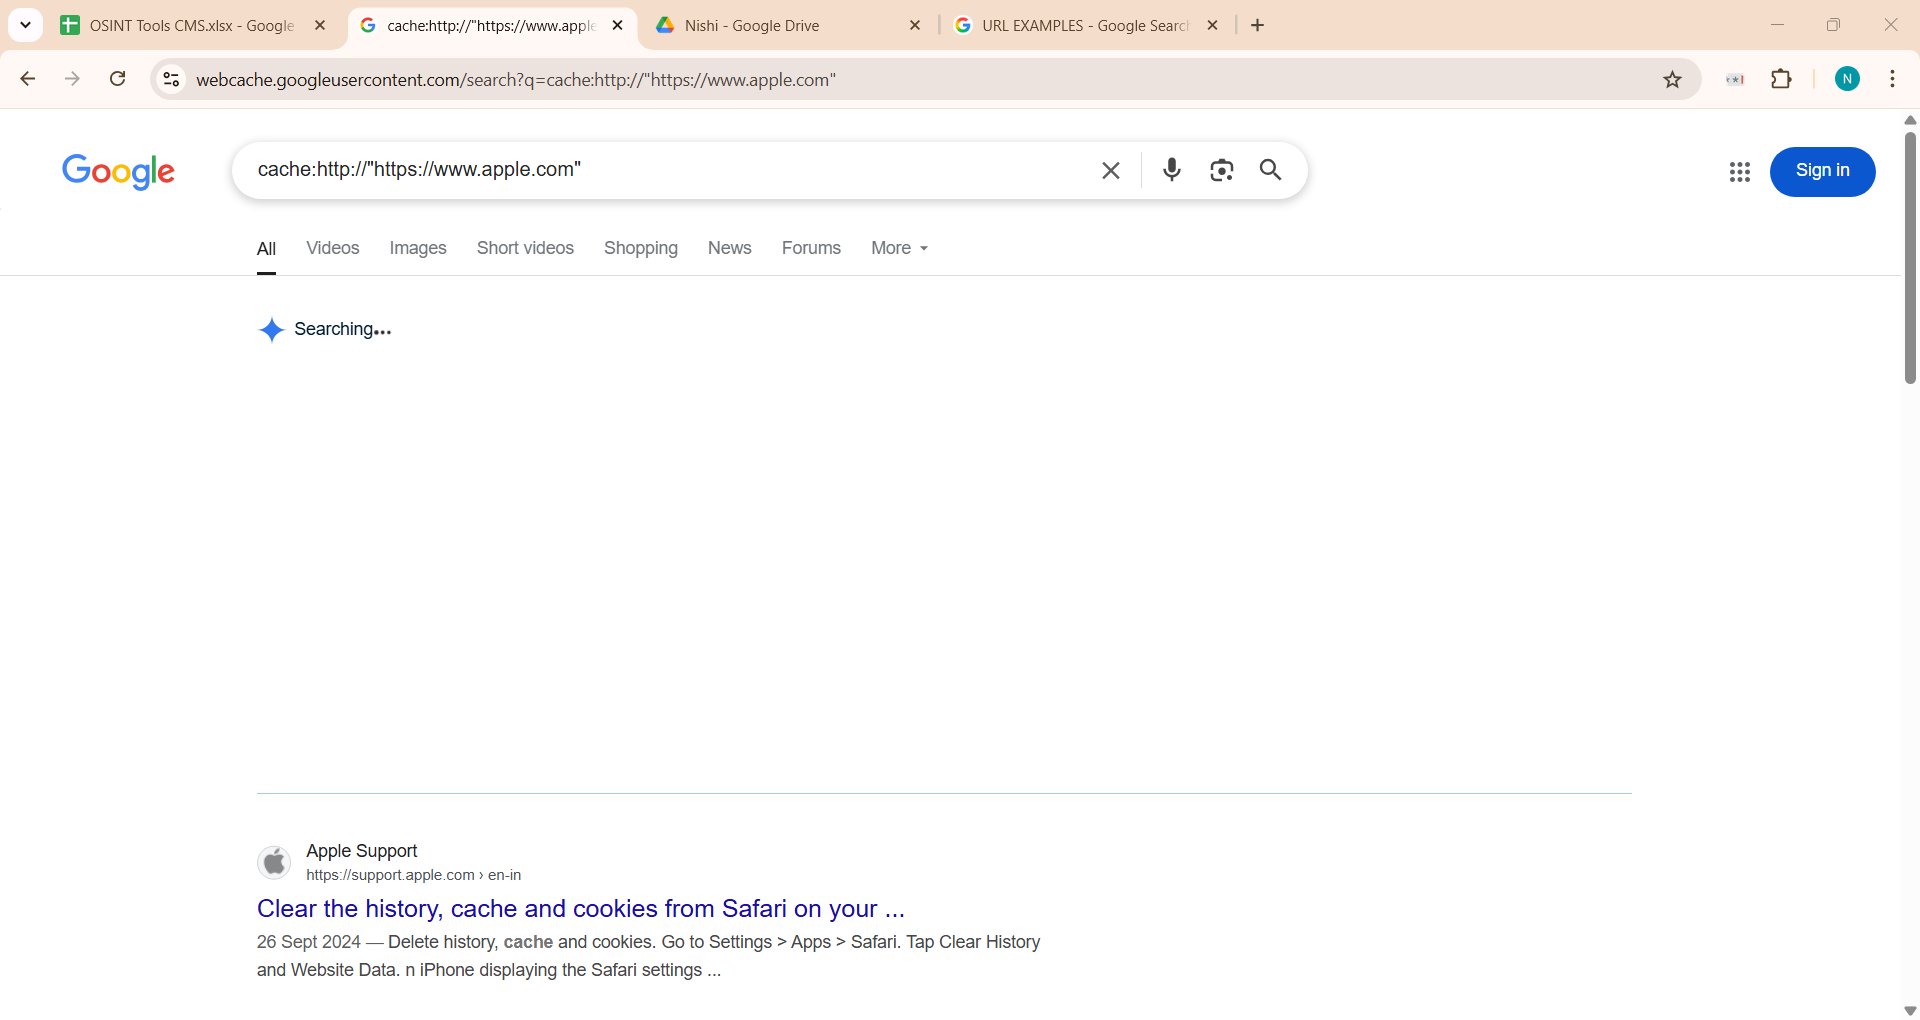 OSINT Tools CMS.xlsx - Google
cache:http://"https://www.apple
Nishi - Google Drive
URL EXAMPLES - Google Search
webcache.googleusercontent.com/search?q=cache:http://"https://www.apple.com"
N
Google
cache:http://"https://www.apple.com"
Sign in
All
Videos
Images
Short videos
Shopping
News
Forums
More
Searching...
Apple Support
https://support.apple.com › en-in
Clear the history, cache and cookies from Safari on your ...
26 Sept 2024 — Delete history, cache and cookies. Go to Settings > Apps > Safari. Tap Clear History
and Website Data. n iPhone displaying the Safari settings ...